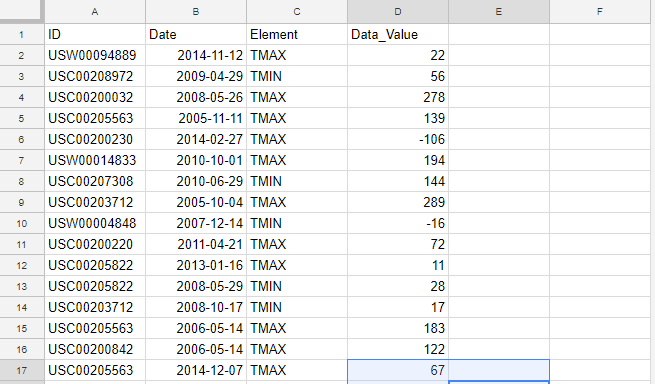 A B C D E F
1 ID Date Element Data_Value
2 USW00094889 2014-11-12 TMAX 22
3 USC00208972 2009-04-29 TMIN 56
4 USC00200032 2008-05-26 TMAX 278
5 USC00205563 2005-11-11 TMAX 139
6 USC00200230 2014-02-27 TMAX -106
7 USW00014833 2010-10-01 TMAX 194
8 USC00207308 2010-06-29 TMIN 144
9 USC00203712 2005-10-04 TMAX 289
10 USW00004848 2007-12-14 TMIN -16
11 USC00200220 2011-04-21 TMAX 72
12 USC00205822 2013-01-16 TMAX 11
13 USC00205822 2008-05-29 TMIN 28
14 USC00203712 2008-10-17 TMIN 17
15 USC00205563 2006-05-14 TMAX 183
16 USC00200842 2006-05-14 TMAX 122
17 USC00205563 2014-12-07 TMAX 67